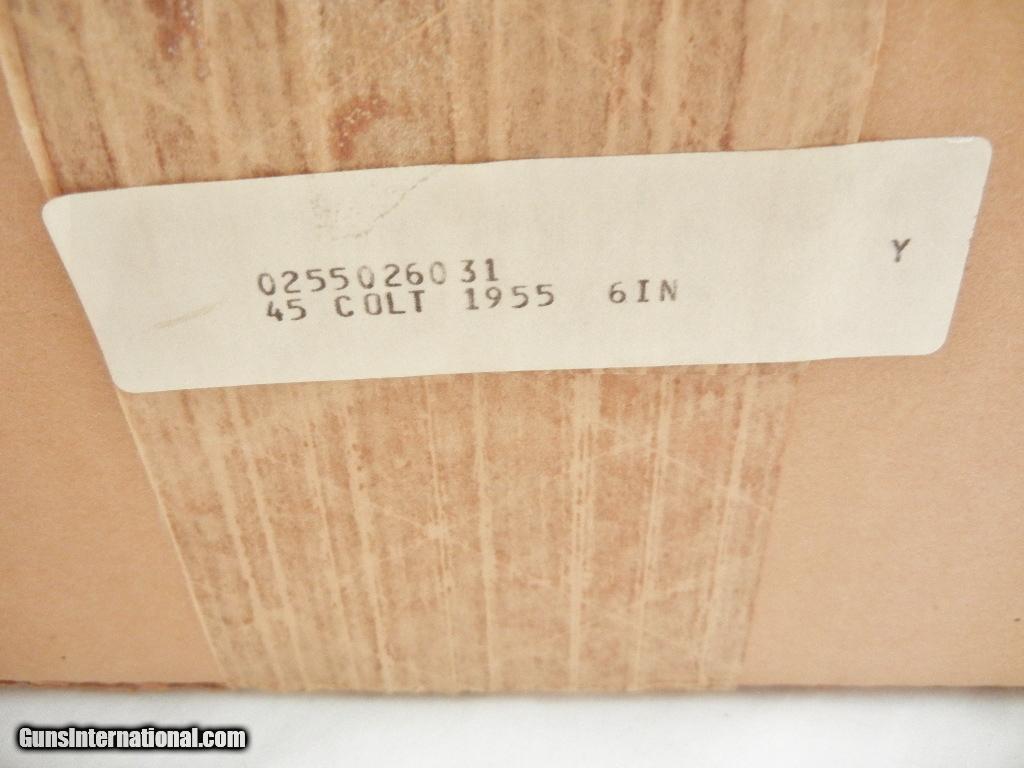 0255026031
45 COLT 1955 6IN
Y
GunsInternational.com